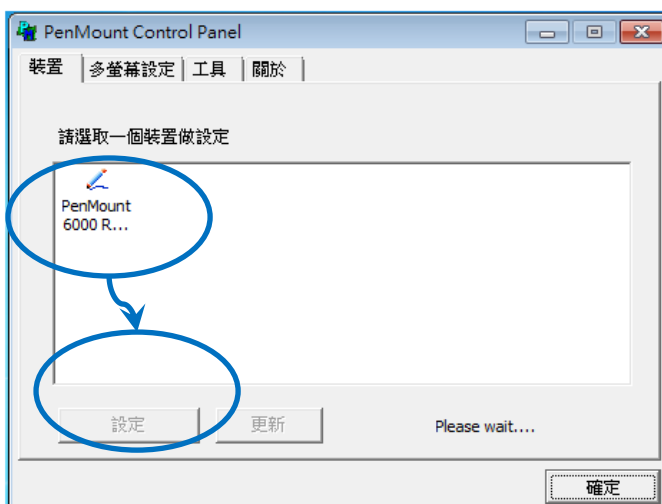 PenMount Control Panel
裝置 多螢幕設定 工具 關於
請選取一個裝置做設定
PenMount
6000 R...
設定 更新 Please wait....
確定